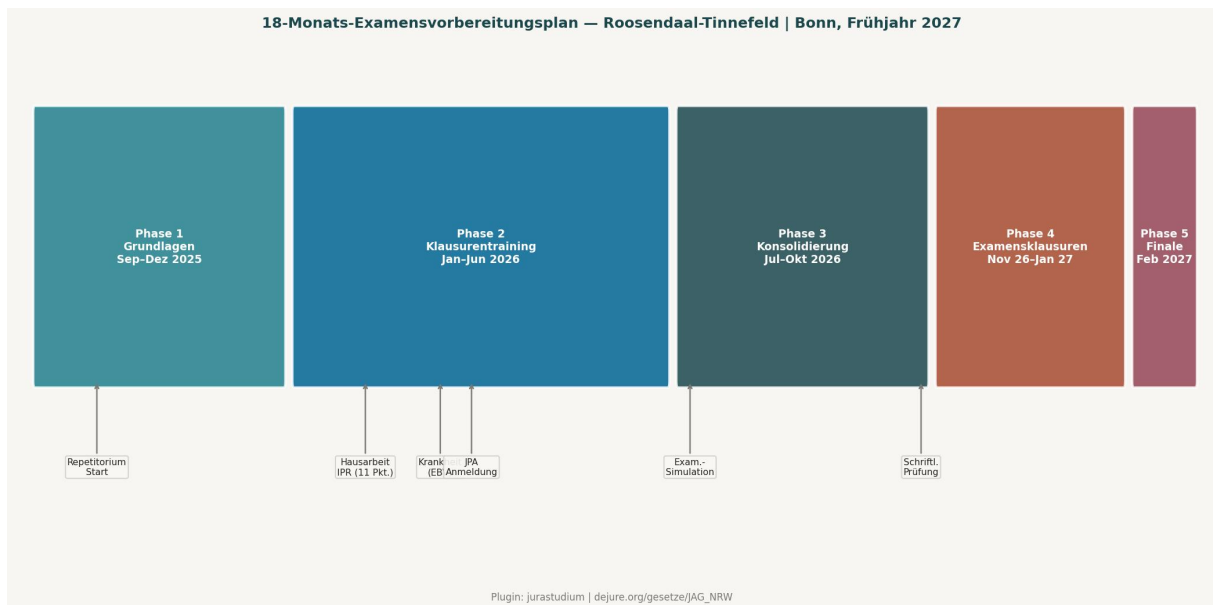 18-Monats-Examensvorbereitungsplan — Roosendaal-Tinnefeld | Bonn, Frühjahr 2027
Phase 1
Grundlagen
Sep–Dez 2025
Phase 2
Klausurentraining
Jan–Jun 2026
Phase 3
Konsolidierung
Jul–Okt 2026
Phase 4
Examensklausuren
Nov 26–Jan 27
Phase 5
Finale
Feb 2027
Repetitorium
Start
Hausarbeit
IPR (11 Pkt.)
JPA
Anmeldung
Exam.-
Simulation
Schriftl.
Prüfung
Plugin: jurastudium | dejure.org/gesetze/JAG_NRW